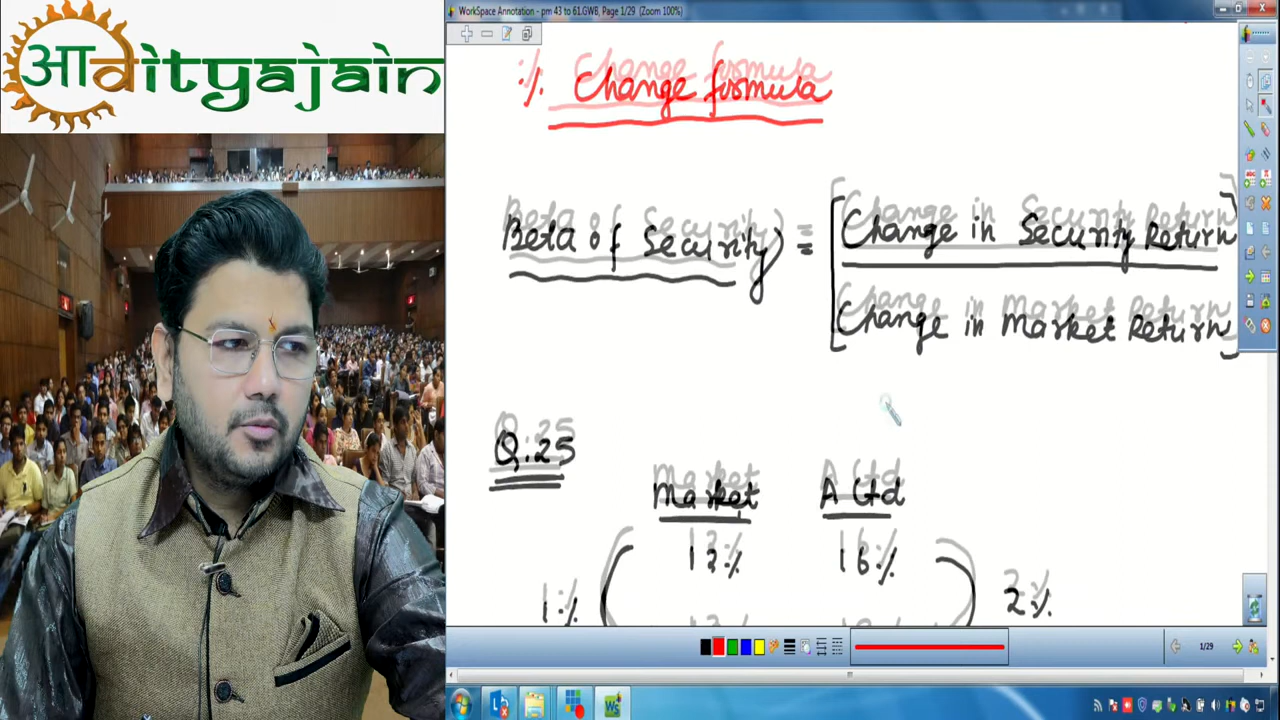 WorkSpace Annotation - pm 43 to 61.GWB, Page 1/29 (Zoom 100%)
आdityajain
% Change formula
Beta of Security = [Change in Security Return
Change in Market Return]
Q.25
Market A Ltd
12% 16%
1% 2%
1/29